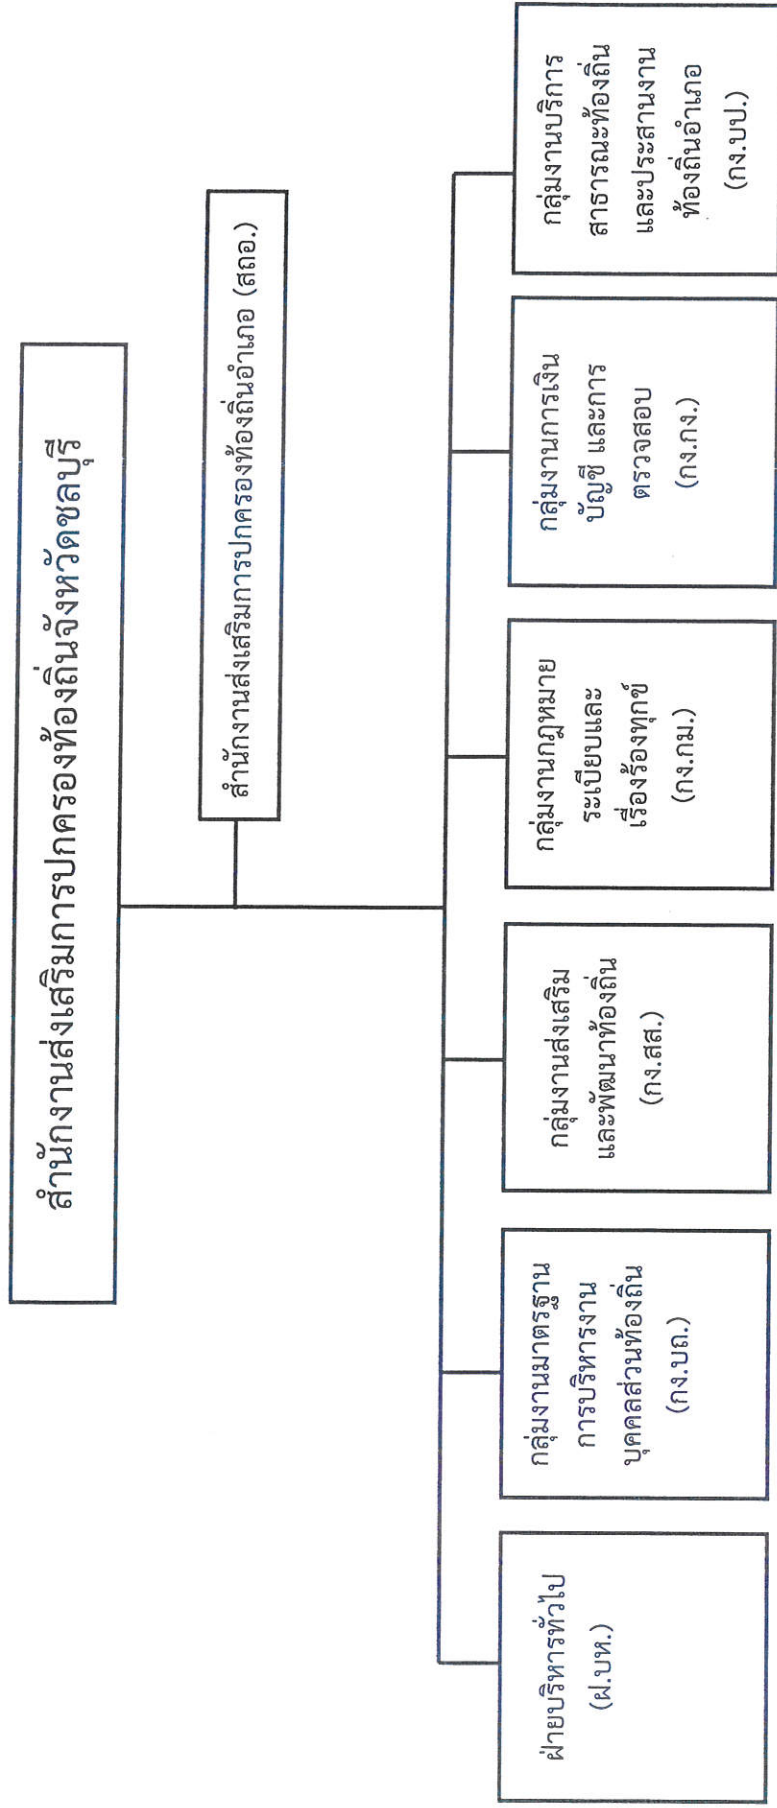 สำนักงานส่งเสริมการปกครองท้องถิ่นจังหวัดชลบุรี
สำนักงานส่งเสริมการปกครองท้องถิ่นอำเภอ (สถอ.)
ฝ่ายบริหารทั่วไป
(ฝ.บห.)
กลุ่มงานมาตรฐาน
การบริหารงาน
บุคคลส่วนท้องถิ่น
(กง.บถ.)
กลุ่มงานส่งเสริม
และพัฒนาท้องถิ่น
(กง.สส.)
กลุ่มงานกฎหมาย
ระเบียบและ
เรื่องร้องทุกข์
(กง.กม.)
กลุ่มงานการเงิน
บัญชี และการ
ตรวจสอบ
(กง.กง.)
กลุ่มงานบริการ
สาธารณะท้องถิ่น
และประสานงาน
ท้องถิ่นอำเภอ
(กง.บป.)